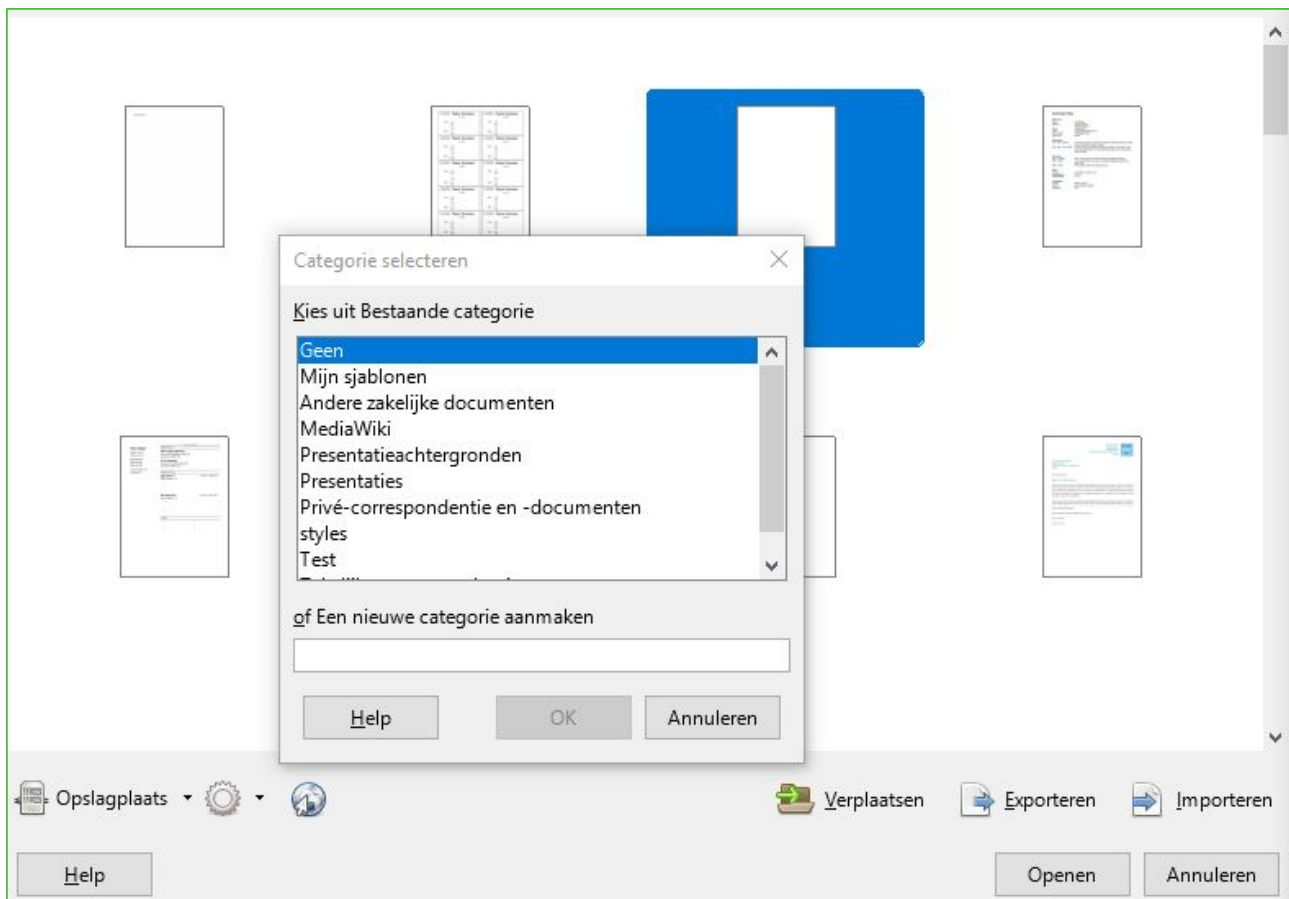 Categorie selecteren
Kies uit Bestaande categorie
Geen
Mijn sjablonen
Andere zakelijke documenten
MediaWiki
Presentatieachtergronden
Presentaties
Privé-correspondentie en -documenten
styles
Test
of Een nieuwe categorie aanmaken
Help OK Annuleren
Opslagplaats Verplaatsen Exporteren Importeren
Help Openen Annuleren